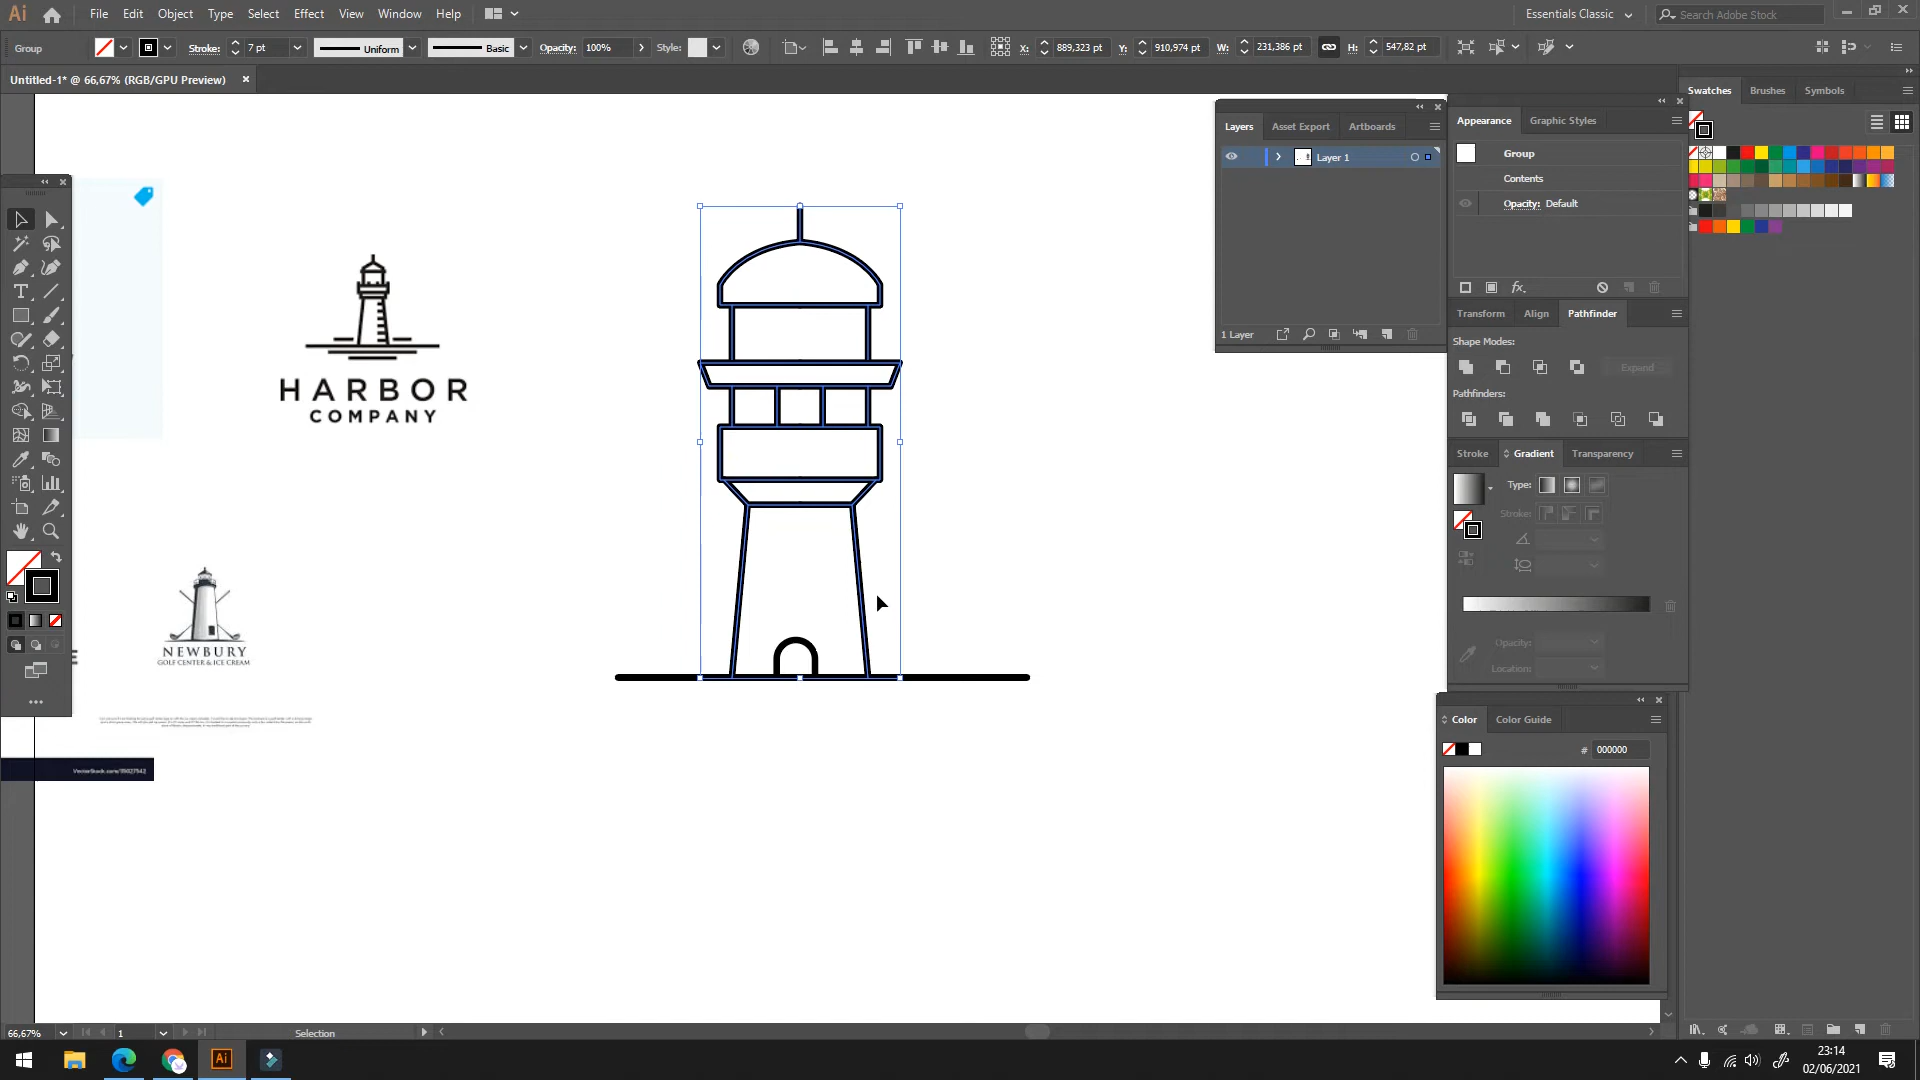 Ai File Edit Object Type Select Effect View Window Help Essentials Classic Search Adobe Stock
Group Stroke: 7 pt Uniform Basic Opacity: 100% Style: X: 889,323 pt Y: 910,974 pt W: 231,386 pt H: 547,82 pt
Untitled-1* @ 66,67% (RGB/GPU Preview)
Swatches Brushes Symbols
Layers Asset Export Artboards
Layer 1
1 Layer
Appearance Graphic Styles
Group
Contents
Opacity: Default
Transform Align Pathfinder
Shape Modes:
Expand
Pathfinders:
Stroke Gradient Transparency
Type:
Stroke:
Opacity:
Location:
Color Color Guide
# 000000
HARBOR
COMPANY
NEWBURY
GOLF CENTER & ICE CREAM
66,67% 1 Selection
Ai
23:14
02/06/2021